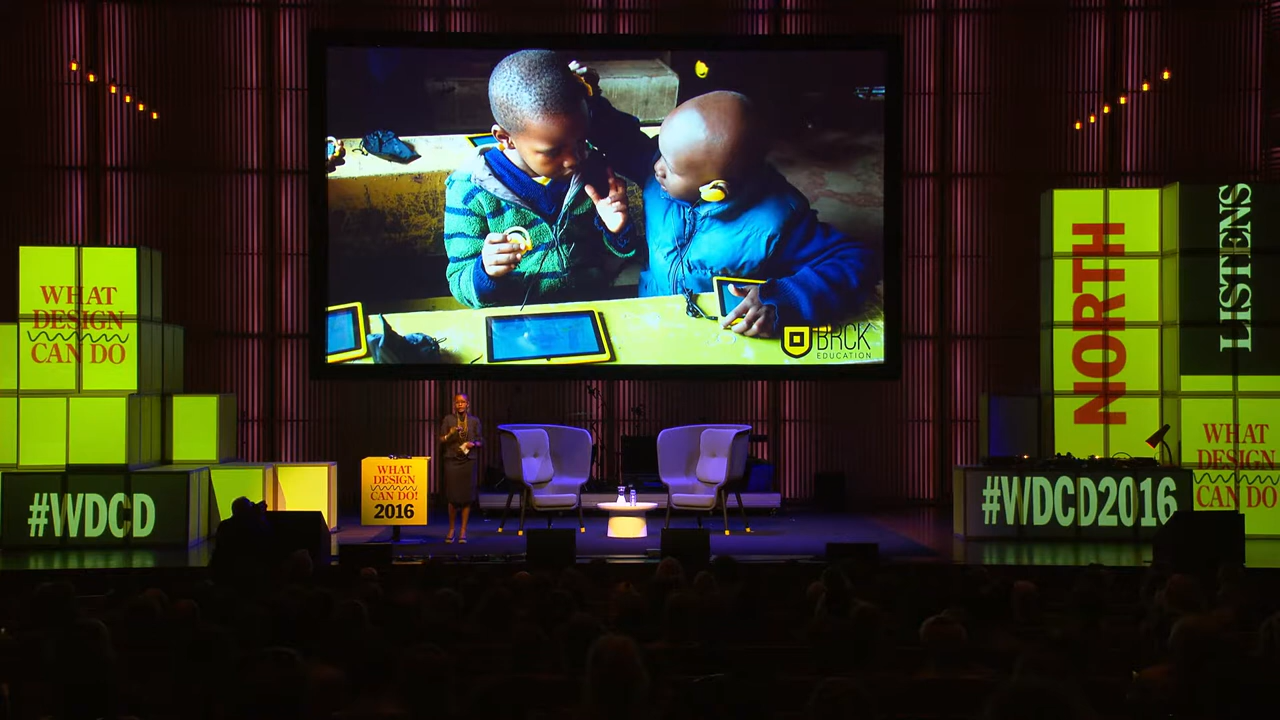 BRCK
EDUCATION
WHAT
DESIGN
CAN DO
#WDCD
WHAT
DESIGN
CAN DO!
2016
NORTH
LISTENS
#WDCD2016
WHAT
DESIGN
CAN DO